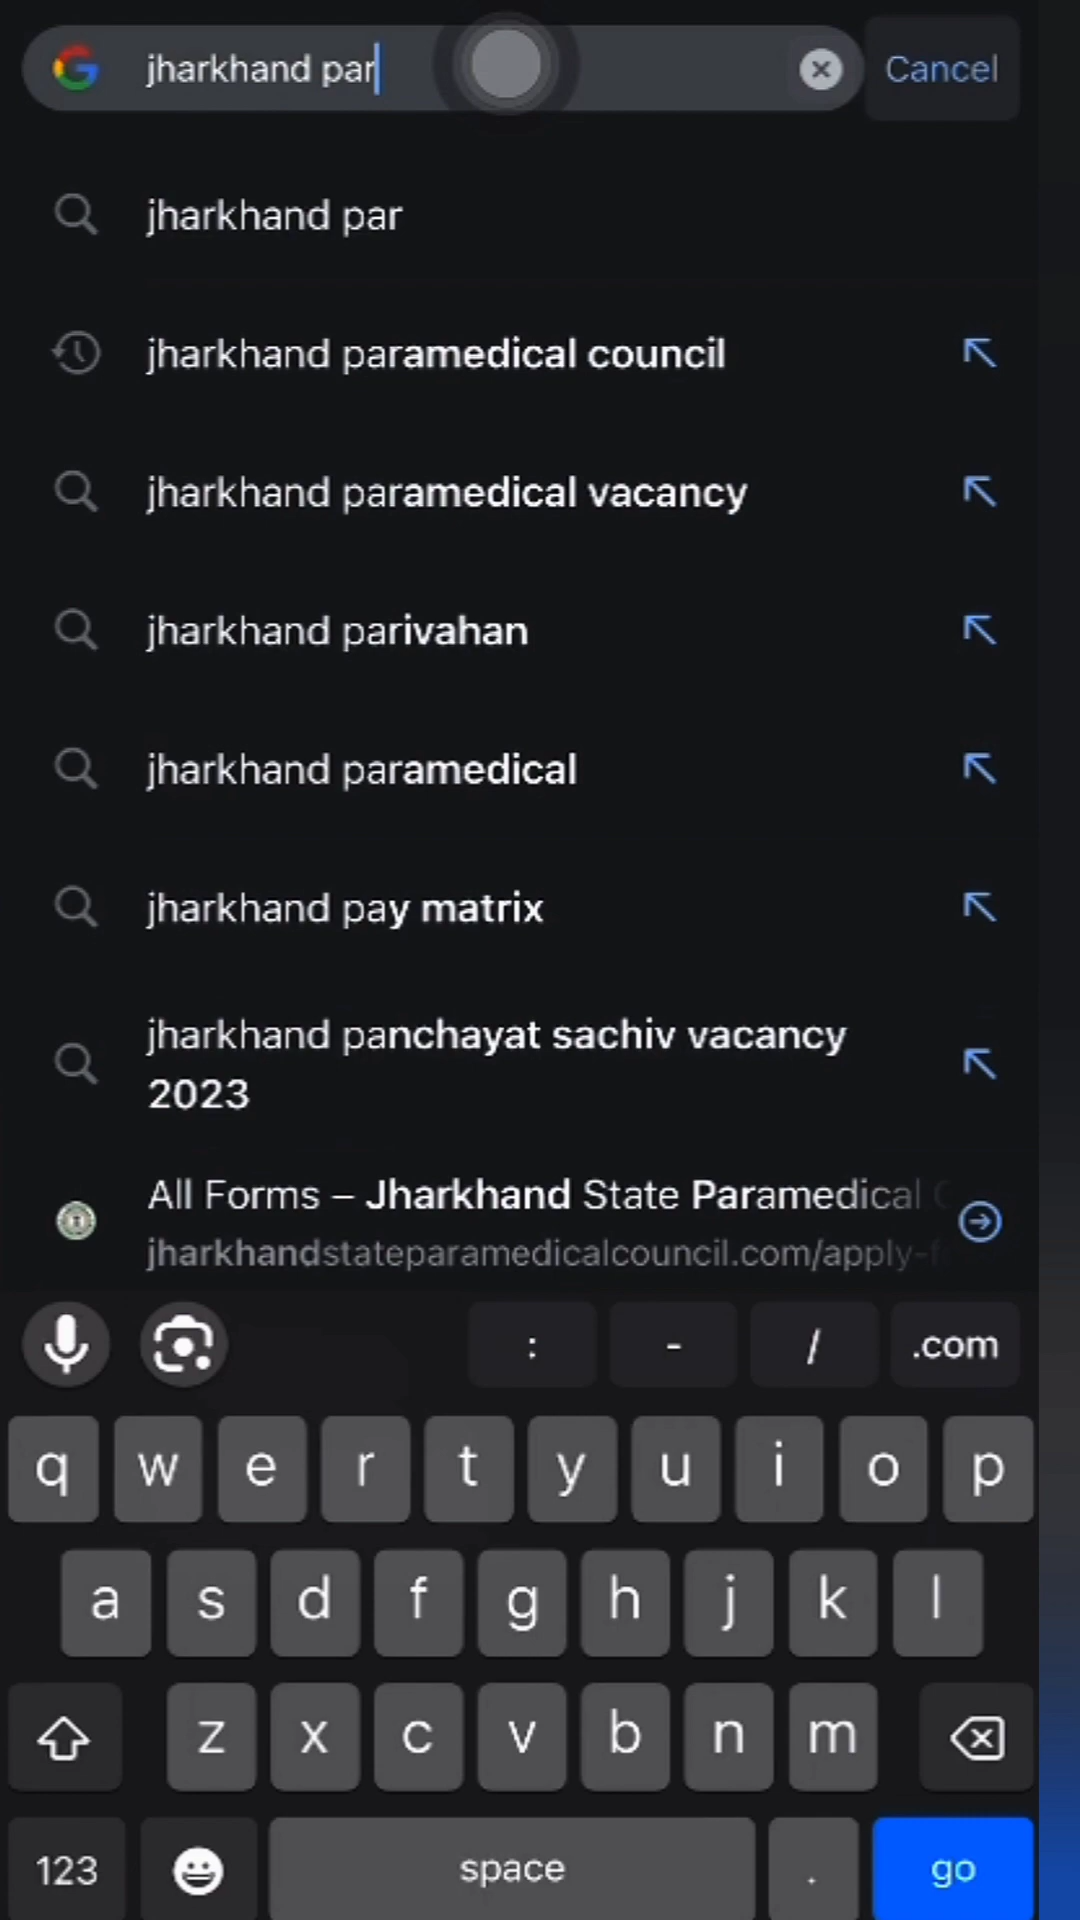 jharkhand par
Cancel
jharkhand par
jharkhand paramedical council
jharkhand paramedical vacancy
jharkhand parivahan
jharkhand paramedical
jharkhand pay matrix
jharkhand panchayat sachiv vacancy
2023
All Forms – Jharkhand State Paramedical
jharkhandstateparamedicalcouncil.com/apply-
: - / .com
q w e r t y u i o p
a s d f g h j k l
z x c v b n m
123 space . go